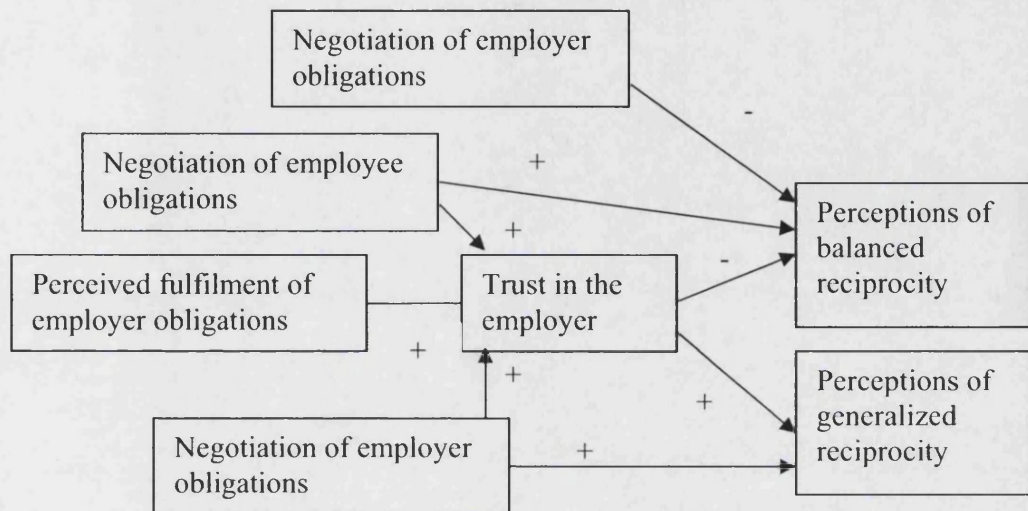 Negotiation of employer
obligations
-
Negotiation of employee
obligations
+
+
Perceptions of
balanced
reciprocity
Perceived fulfilment of
employer obligations
Trust in the
employer
-
+
+
+
Perceptions of
generalized
reciprocity
Negotiation of employer
obligations
+